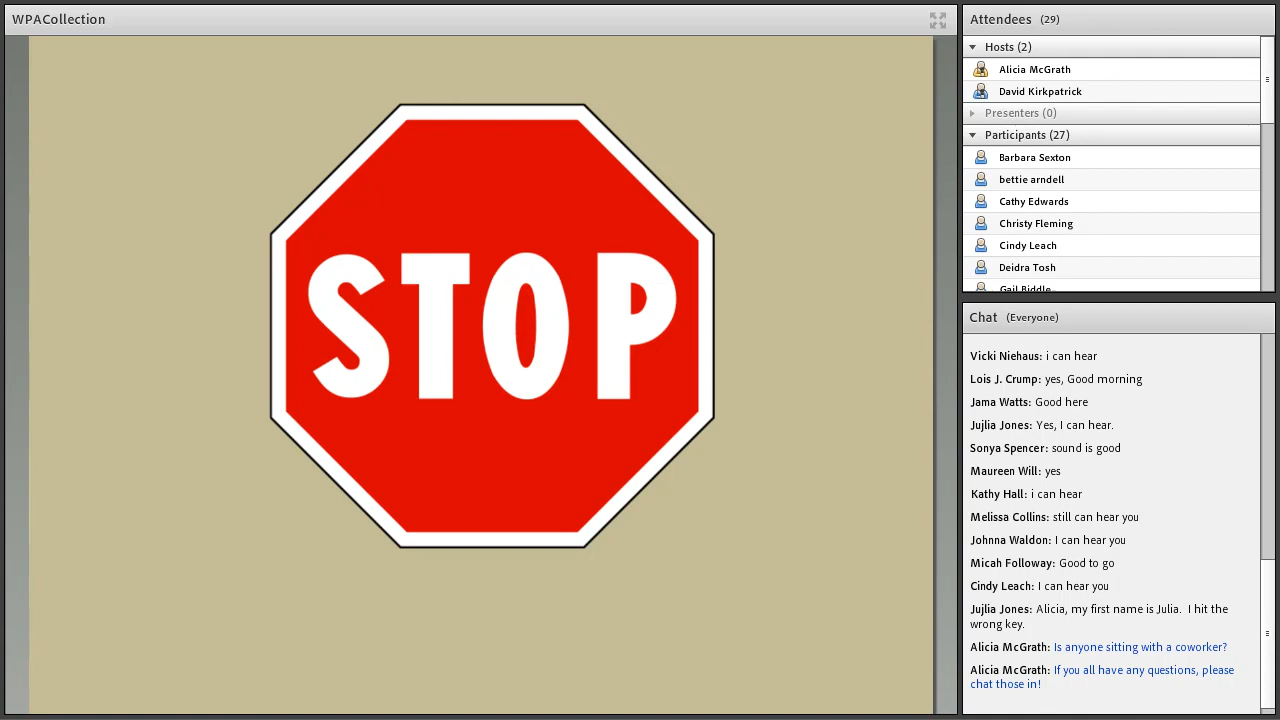 WPACollection
STOP
Attendees (29)
Hosts (2)
Alicia McGrath
David Kirkpatrick
Presenters (0)
Participants (27)
Barbara Sexton
bettie arndell
Cathy Edwards
Christy Fleming
Cindy Leach
Deidra Tosh
Gail Biddle
Chat (Everyone)
Vicki Niehaus: i can hear
Lois J. Crump: yes, Good morning
Jama Watts: Good here
Jujlia Jones: Yes, I can hear.
Sonya Spencer: sound is good
Maureen Will: yes
Kathy Hall: i can hear
Melissa Collins: still can hear you
Johnna Waldon: I can hear you
Micah Followay: Good to go
Cindy Leach: I can hear you
Jujlia Jones: Alicia, my first name is Julia. I hit the
wrong key.
Alicia McGrath: Is anyone sitting with a coworker?
Alicia McGrath: If you all have any questions, please
chat those in!